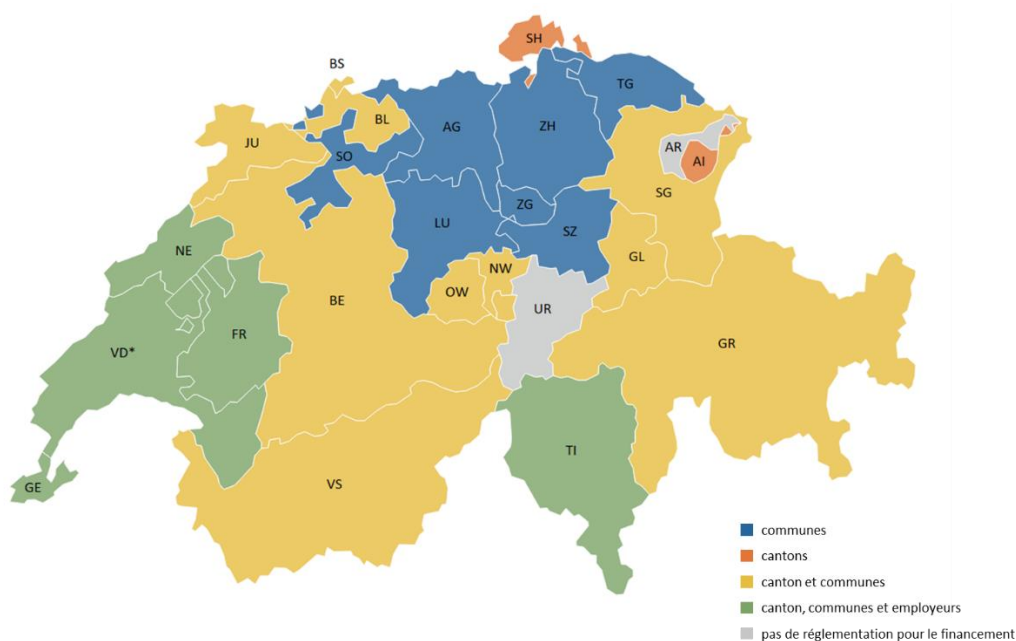 SH
BS
TG
BL
AG
ZH
JU
AR
SO
AI
SG
ZG
LU
SZ
NE
GL
NW
OW
BE
UR
FR
GR
VD*
TI
VS
GE
communes
cantons
canton et communes
canton, communes et employeurs
pas de réglementation pour le financement